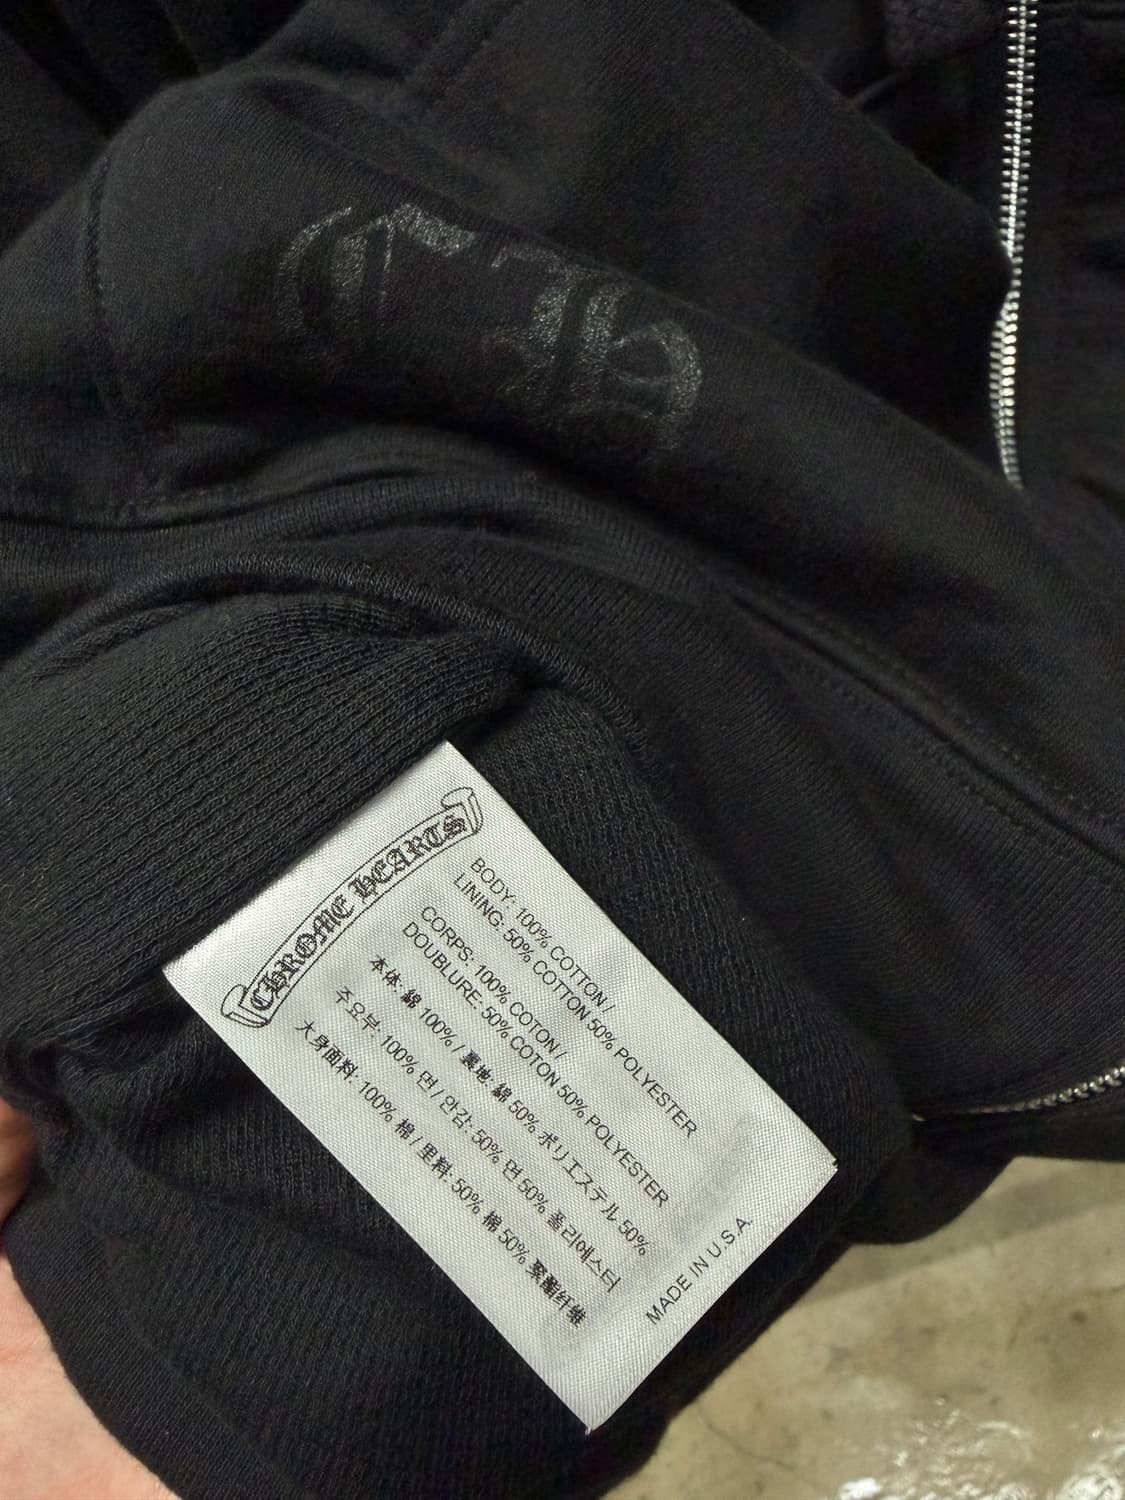 CH
CHROME HEARTS
BODY: 100% COTTON /
LINING: 50% COTTON 50% POLYESTER
CORPS: 100% COTON /
DOUBLURE: 50% COTON 50% POLYESTER
本体: 綿 100% / 裏地: 綿 50% ポリエステル 50%
주요부: 100% 면 / 안감: 50% 면 50% 폴리에스터
大身面料: 100% 棉 / 里料: 50% 棉 50% 聚酯纤维
MADE IN U.S.A.